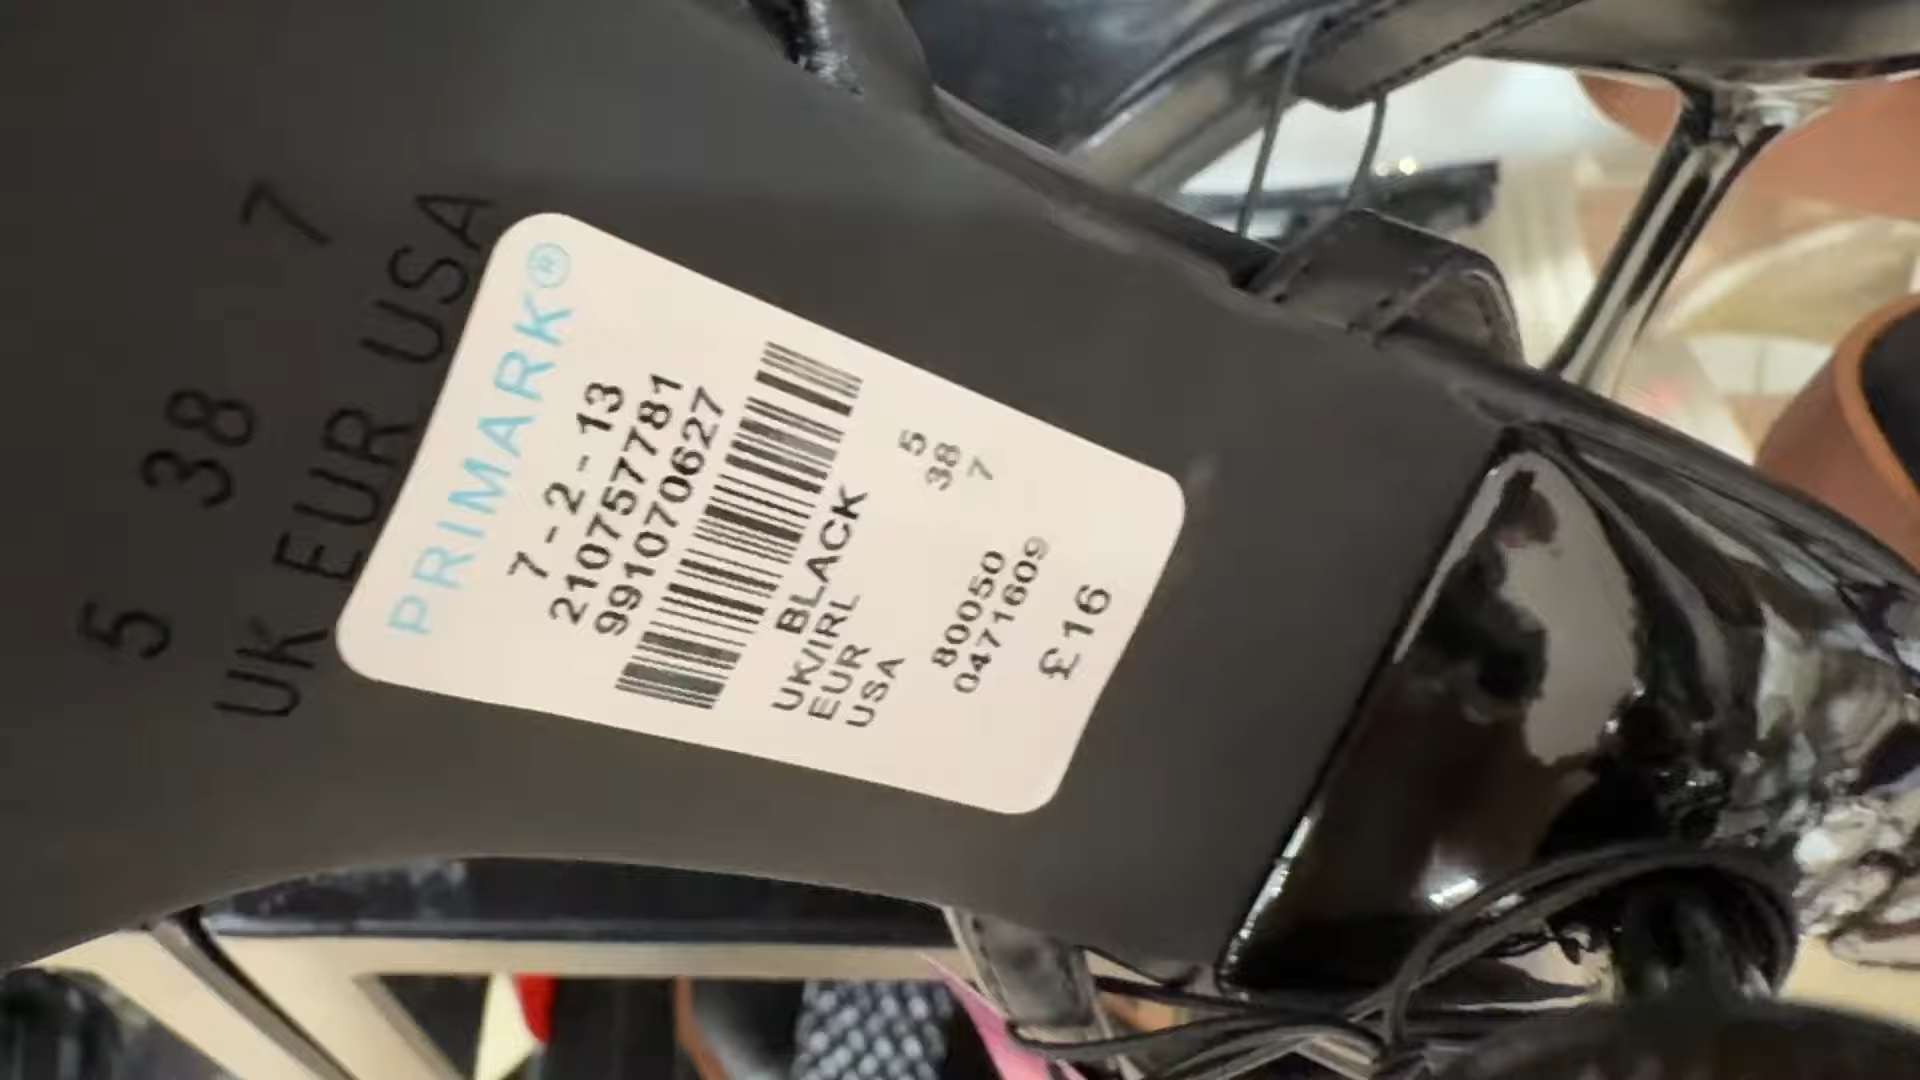 5 38 7
UK EUR USA
PRIMARK®
7-2-13
210757781
991070627
BLACK
UK/IRL 5
EUR 38
USA 7
80050
0471609
£16